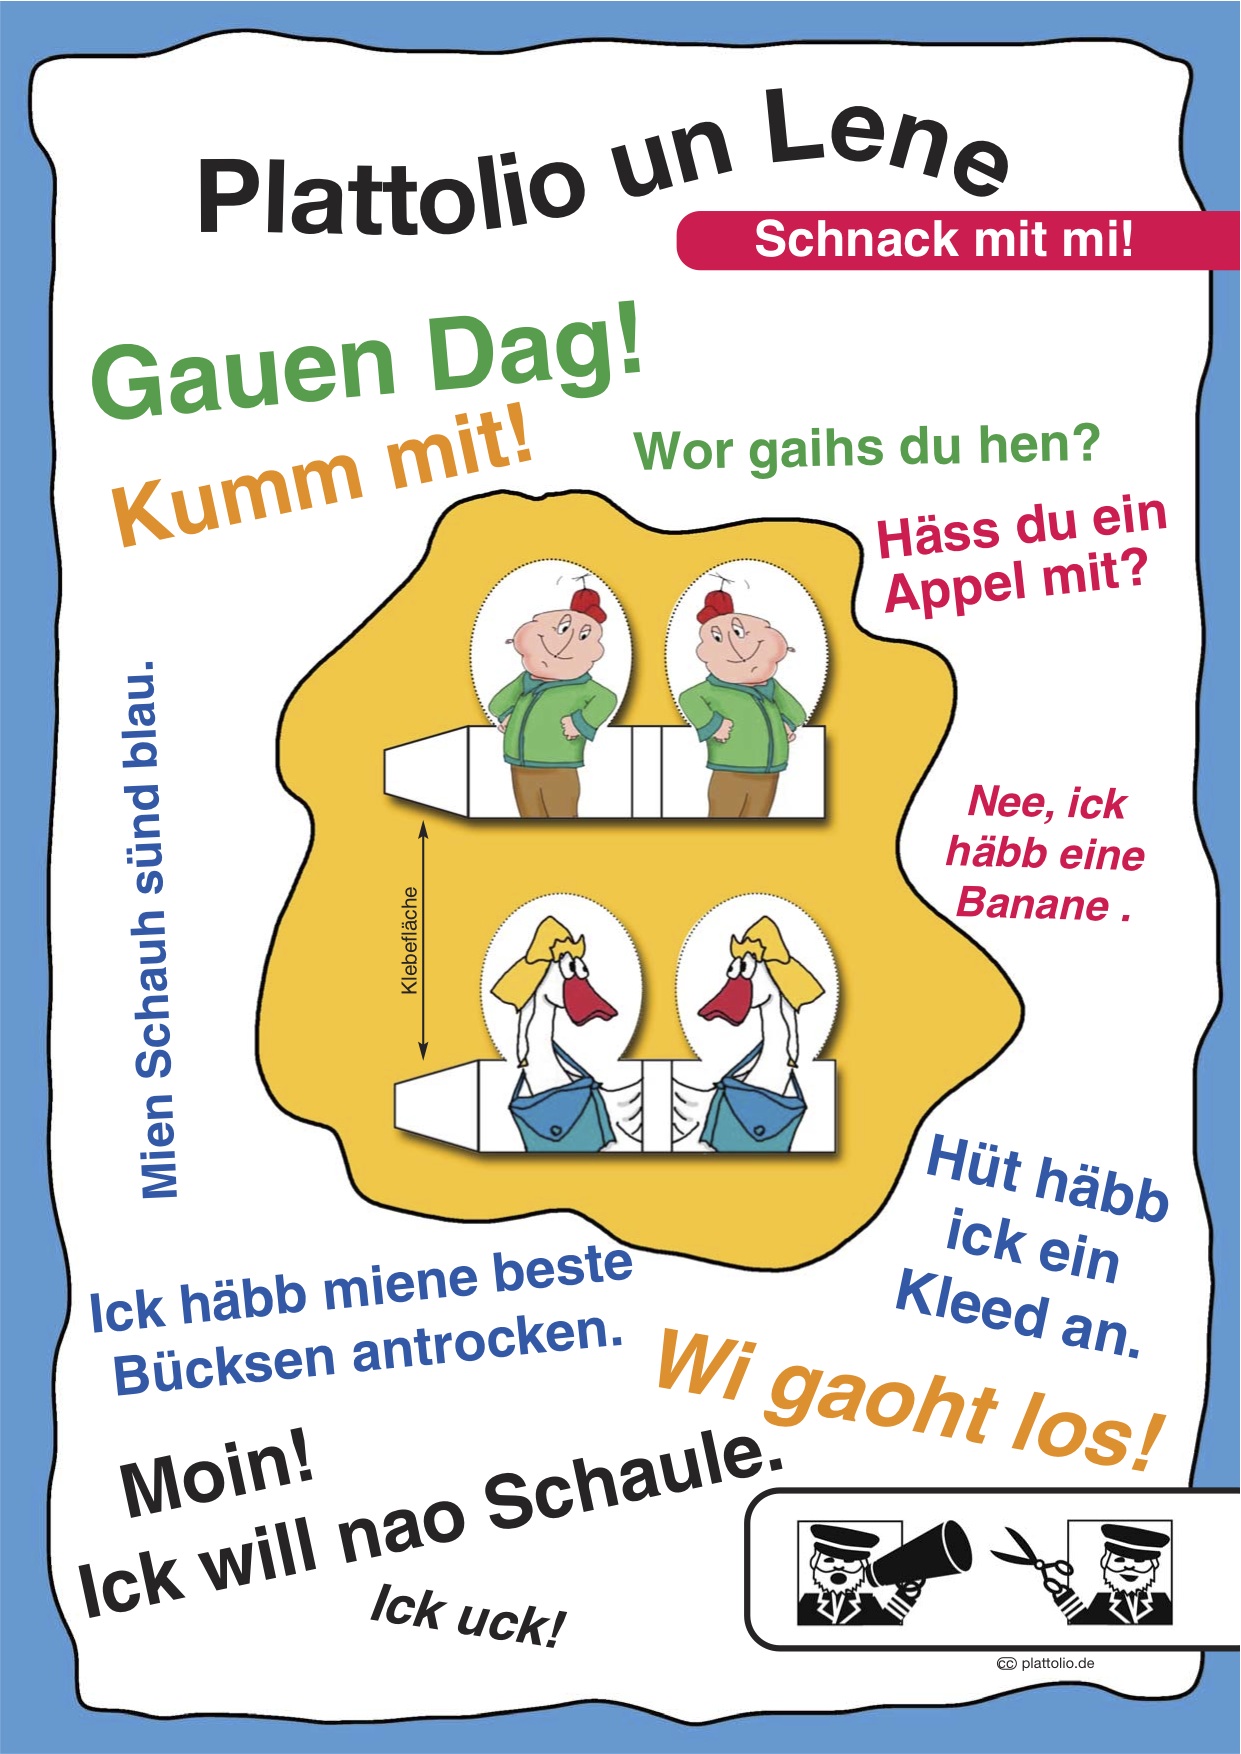 Plattolio un Lene
Schnack mit mi!
Gauen Dag!
Kumm mit!
Wor gaihs du hen?
Häss du ein
Appel mit?
Mien Schauh sünd blau.
Nee, ick
häbb eine
Banane .
Klebefläche
Hüt häbb
ick ein
Kleed an.
Ick häbb miene beste
Bücksen antrocken.
Wi gaoht los!
Moin!
Ick will nao Schaule.
Ick uck!
cc plattolio.de